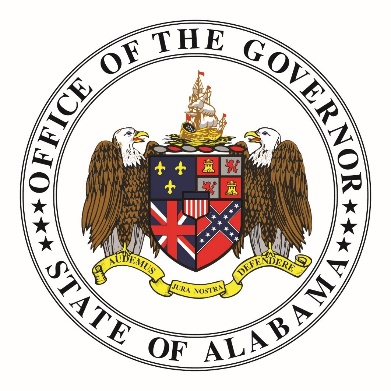 OFFICE OF THE GOVERNOR
AUDEMUS JURA NOSTRA DEFENDERE
STATE OF ALABAMA